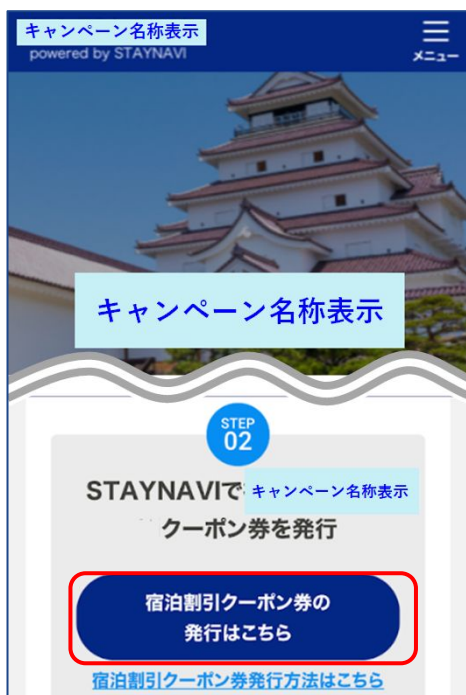 キャンペーン名称表示
powered by STAYNAVI
メニュー
キャンペーン名称表示
STEP
02
STAYNAVIで キャンペーン名称表示
クーポン券を発行
宿泊割引クーポン券の
発行はこちら
宿泊割引クーポン券発行方法はこちら